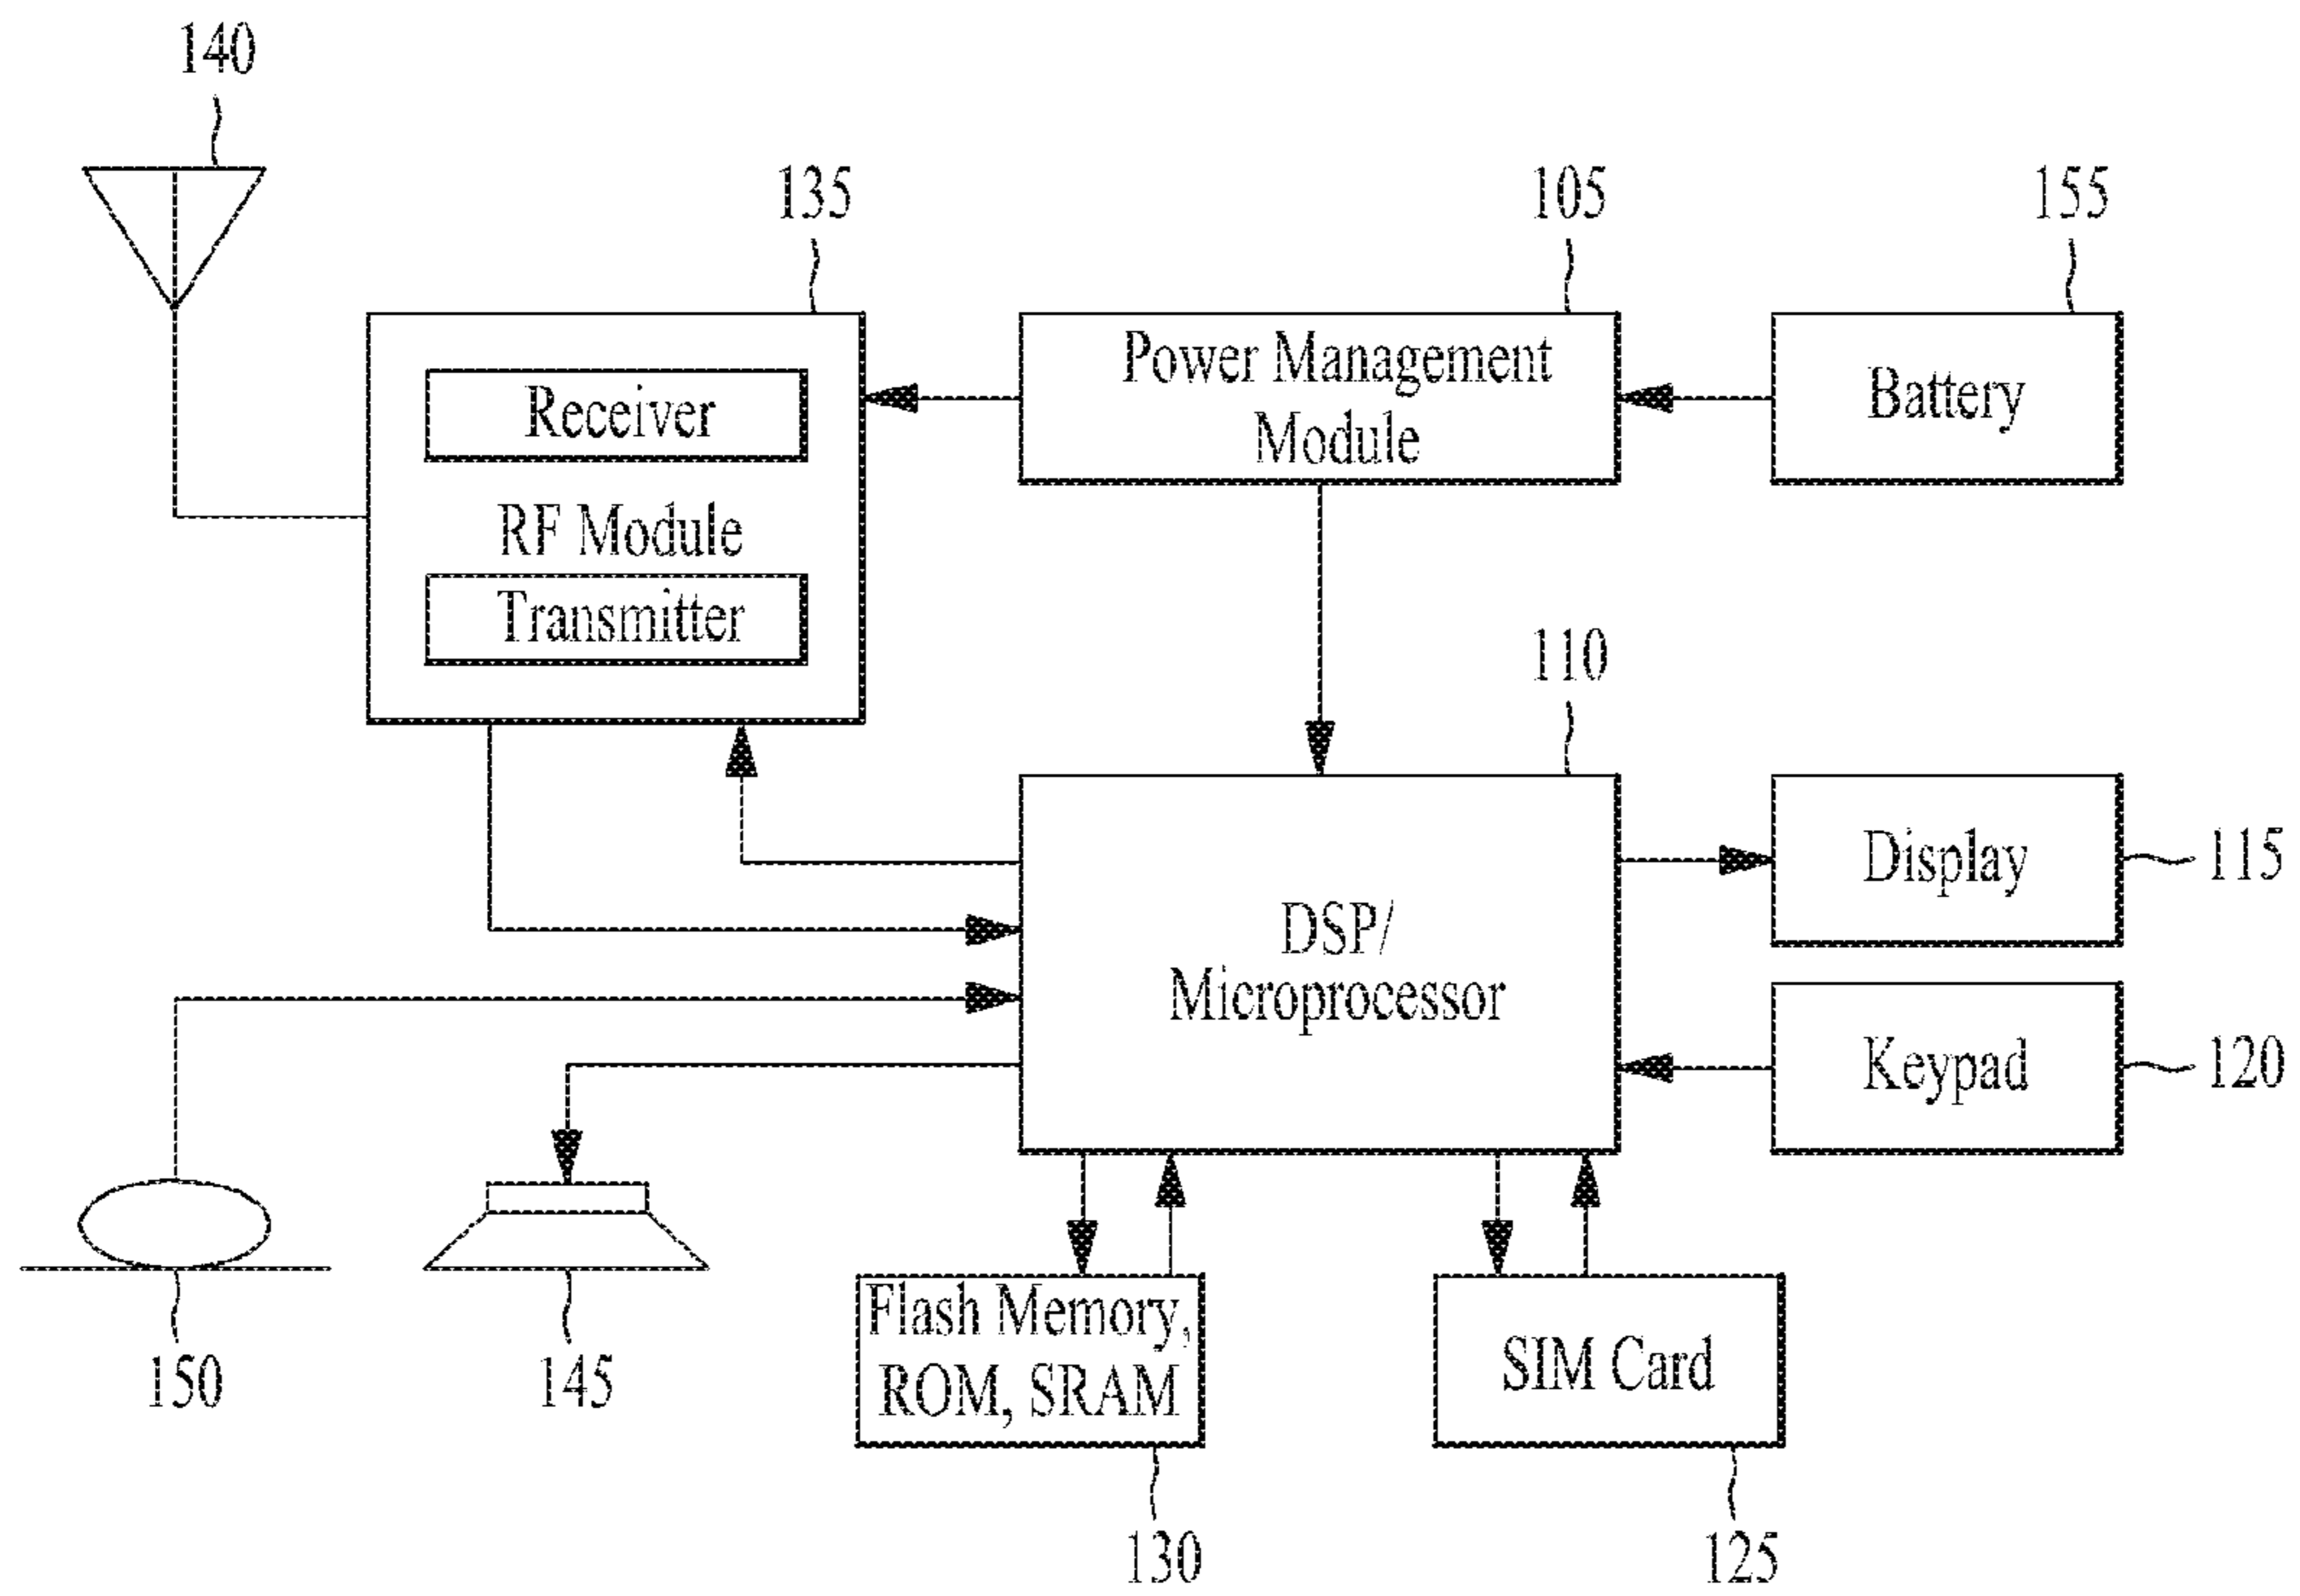 140
135
105
155
Receiver
RF Module
Transmitter
Power Management
Module
Battery
110
DSP/
Microprocessor
Display
115
Keypad
120
150
145
Flash Memory,
ROM, SRAM
SIM Card
130
125